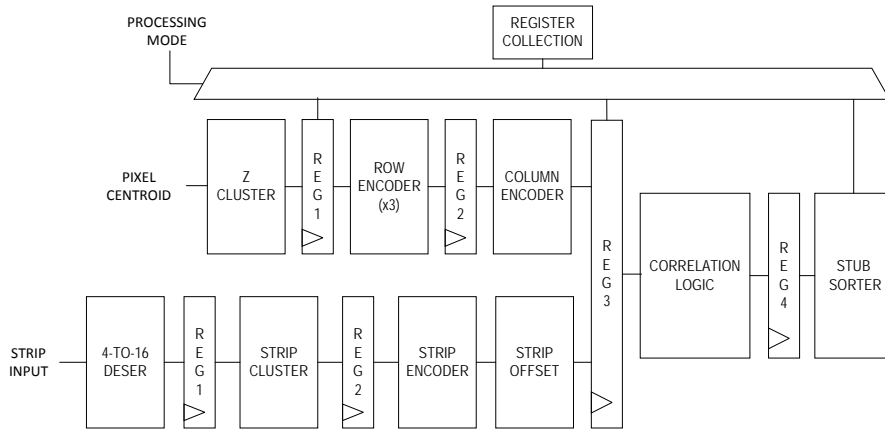 PROCESSING
MODE
REGISTER
COLLECTION
PIXEL
CENTROID
Z
CLUSTER
R
E
G
1
ROW
ENCODER
(x3)
R
E
G
2
COLUMN
ENCODER
R
E
G
3
CORRELATION
LOGIC
R
E
G
4
STUB
SORTER
STRIP
INPUT
4-TO-16
DESER
R
E
G
1
STRIP
CLUSTER
R
E
G
2
STRIP
ENCODER
STRIP
OFFSET